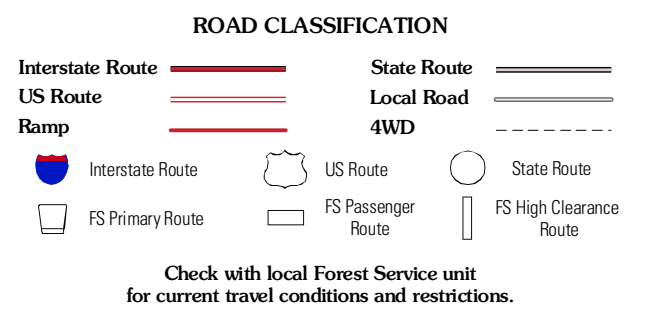 ROAD CLASSIFICATION
Interstate Route
State Route
US Route
Local Road
Ramp
4WD
Interstate Route
US Route
State Route
FS Primary Route
FS Passenger
Route
FS High Clearance
Route
Check with local Forest Service unit
for current travel conditions and restrictions.